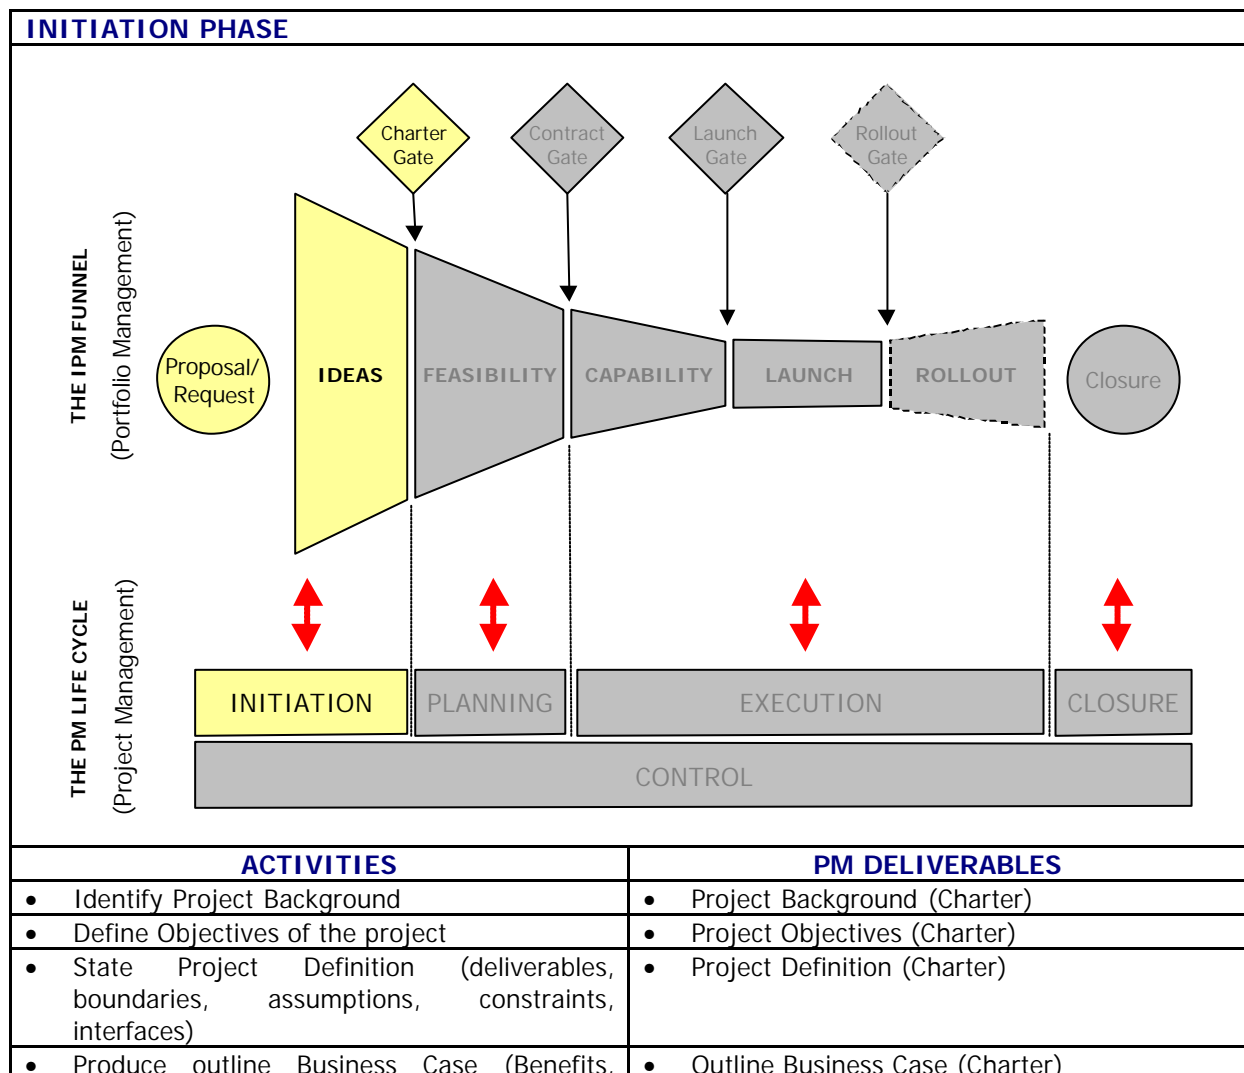 INITIATION PHASE
Charter
Gate
Contract
Gate
Launch
Gate
Rollout
Gate
THE IPM FUNNEL
(Portfolio Management)
Proposal/
Request
IDEAS
FEASIBILITY
CAPABILITY
LAUNCH
ROLLOUT
Closure
THE PM LIFE CYCLE
(Project Management)
INITIATION
PLANNING
EXECUTION
CLOSURE
CONTROL
ACTIVITIES
PM DELIVERABLES
• Identify Project Background
• Project Background (Charter)
• Define Objectives of the project
• Project Objectives (Charter)
• State Project Definition (deliverables,
boundaries, assumptions, constraints,
interfaces)
• Project Definition (Charter)
• Produce outline Business Case (Benefits,
• Outline Business Case (Charter)